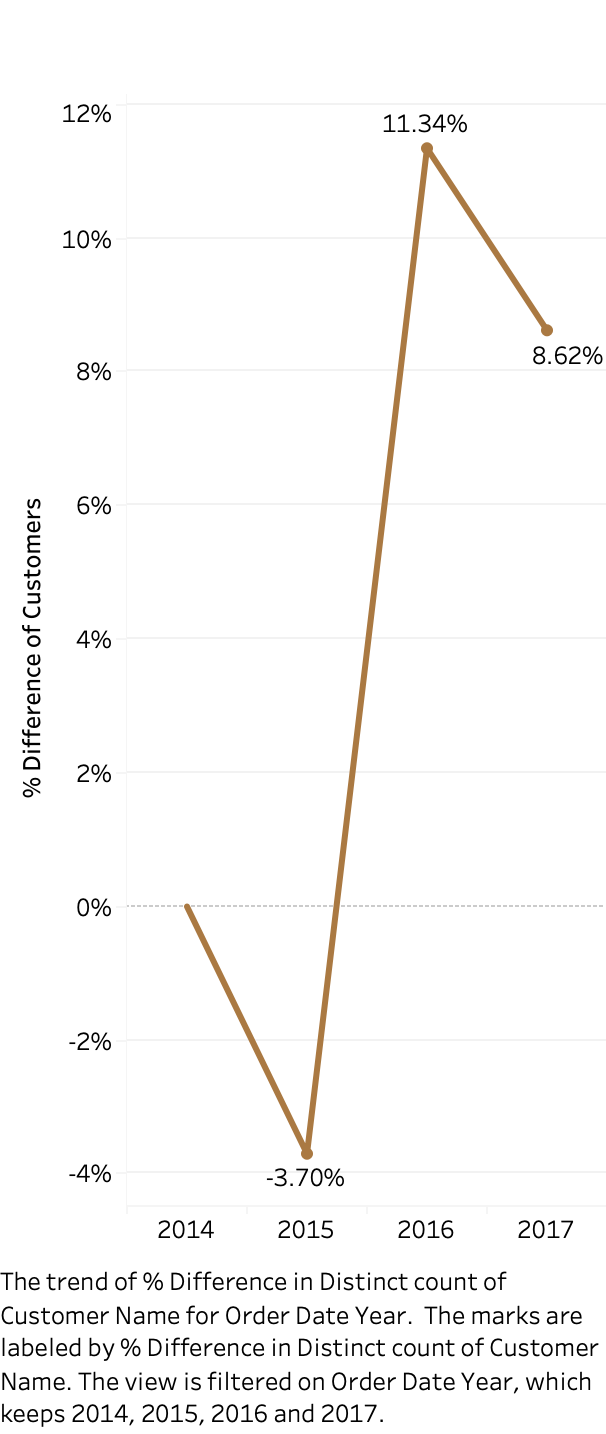 12%
11.34%
10%
8.62%
8%
6%
% Difference of Customers
4%
2%
0%
-2%
-4%
-3.70%
2014 2015 2016 2017
The trend of % Difference in Distinct count of
Customer Name for Order Date Year.  The marks are
labeled by % Difference in Distinct count of Customer
Name. The view is filtered on Order Date Year, which
keeps 2014, 2015, 2016 and 2017.